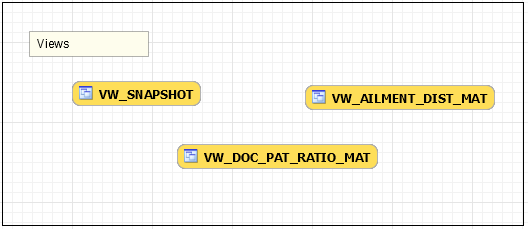 Views
VW_SNAPSHOT
VW_AILMENT_DIST_MAT
VW_DOC_PAT_RATIO_MAT